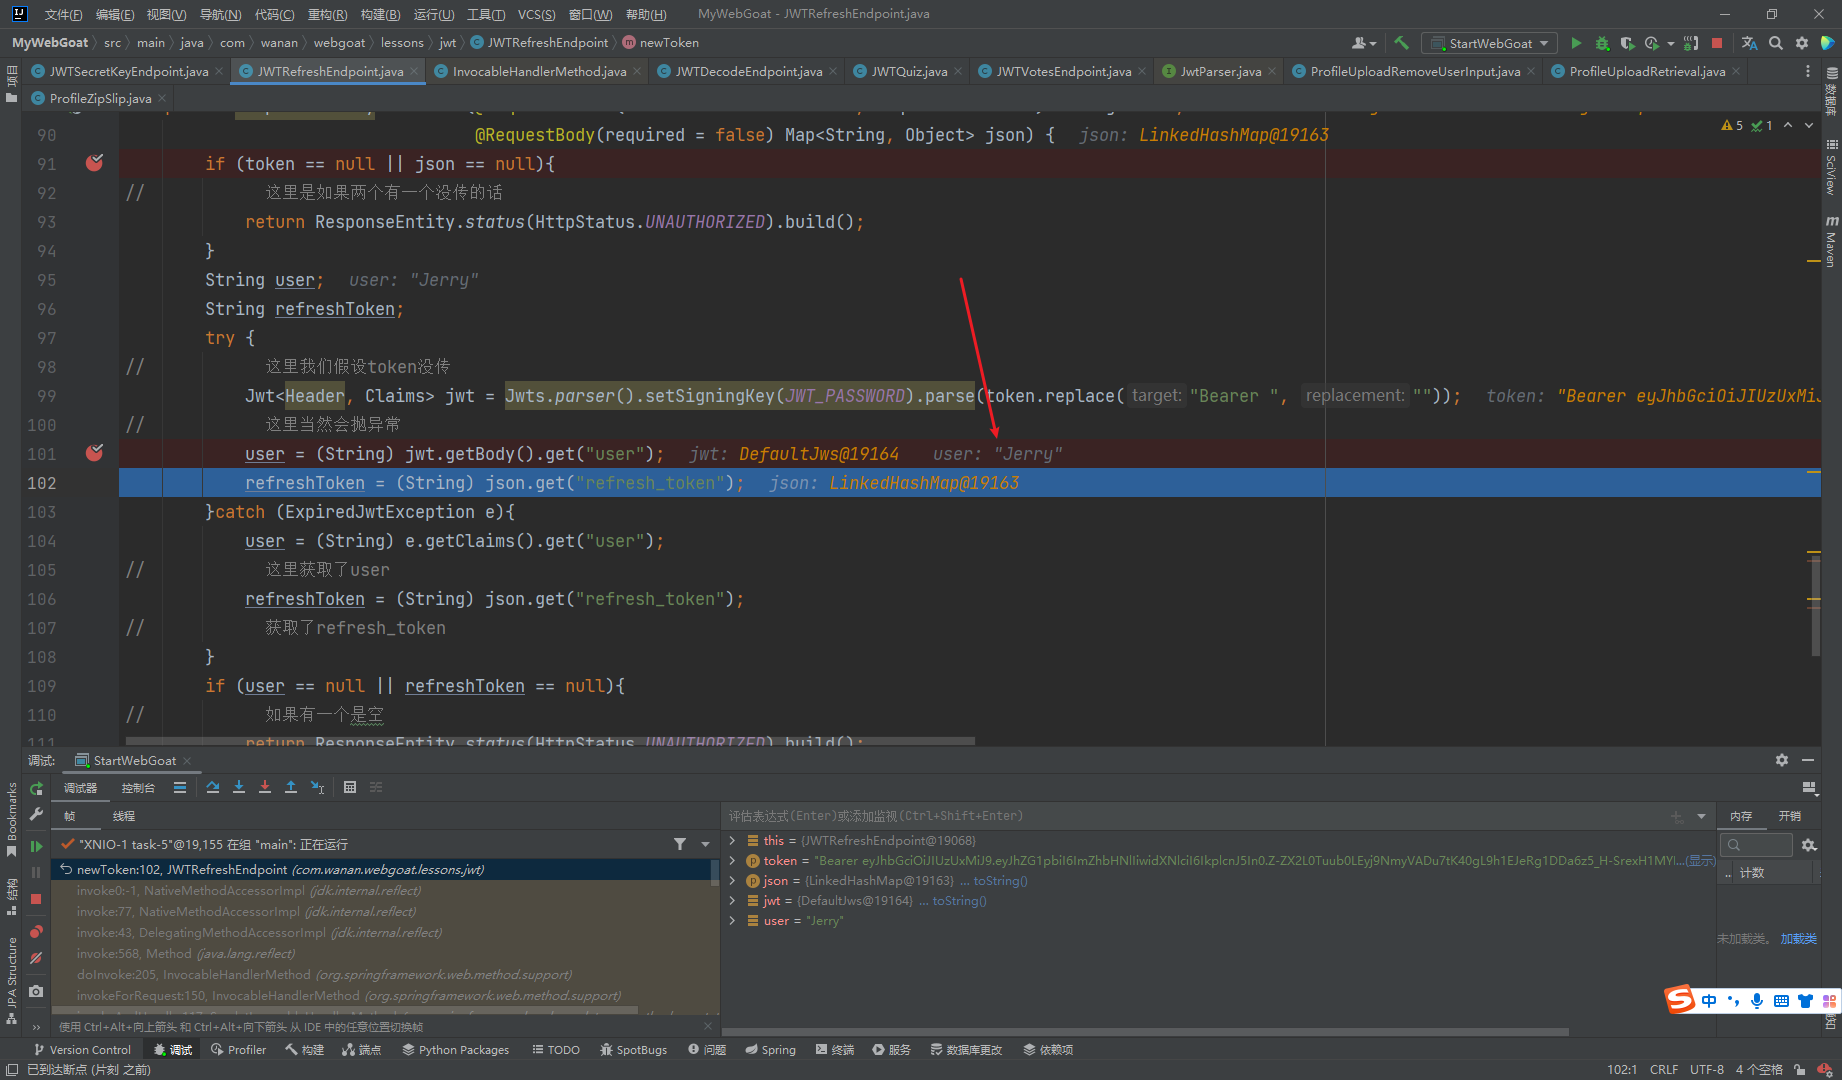 文件(F) 编辑(E) 视图(V) 导航(N) 代码(C) 重构(R) 构建(B) 运行(U) 工具(T) VCS(S) 窗口(W) 帮助(H) MyWebGoat - JWTRefreshEndpoint.java
MyWebGoat src main java com wanan webgoat lessons jwt JWTRefreshEndpoint newToken StartWebGoat
JWTSecretKeyEndpoint.java JWTRefreshEndpoint.java InvocableHandlerMethod.java JWTDecodeEndpoint.java JWTQuiz.java JWTVotesEndpoint.java JwtParser.java ProfileUploadRemoveUserInput.java ProfileUploadRetrieval.java
ProfileZipSlip.java
90 @RequestBody(required = false) Map<String, Object> json) { json: LinkedHashMap@19163 5 1
91 if (token == null || json == null){
92 // 这里是如果两个有一个没传的话
93 return ResponseEntity.status(HttpStatus.UNAUTHORIZED).build();
94 }
95 String user; user: "Jerry"
96 String refreshToken;
97 try {
98 // 这里我们假设token没传
99 Jwt<Header, Claims> jwt = Jwts.parser().setSigningKey(JWT_PASSWORD).parse(token.replace( target: "Bearer ", replacement: "")); token: "Bearer eyJhbGciOiJIUzUxMiJ
100 // 这里当然会抛异常
101 user = (String) jwt.getBody().get("user"); jwt: DefaultJws@19164 user: "Jerry"
102 refreshToken = (String) json.get("refresh_token"); json: LinkedHashMap@19163
103 }catch (ExpiredJwtException e){
104 user = (String) e.getClaims().get("user");
105 // 这里获取了user
106 refreshToken = (String) json.get("refresh_token");
107 // 获取了refresh_token
108 }
109 if (user == null || refreshToken == null){
110 // 如果有一个是空
111 return ResponseEntity.status(HttpStatus.UNAUTHORIZED).build();
项目
数据库
SciView
Maven
Bookmarks
结构
JPA Structure
调试: StartWebGoat
调试器 控制台
帧 线程
"XNIO-1 task-5"@19,155 在组 "main": 正在运行
newToken:102, JWTRefreshEndpoint (com.wanan.webgoat.lessons.jwt)
invoke0:-1, NativeMethodAccessorImpl (jdk.internal.reflect)
invoke:77, NativeMethodAccessorImpl (jdk.internal.reflect)
invoke:43, DelegatingMethodAccessorImpl (jdk.internal.reflect)
invoke:568, Method (java.lang.reflect)
doInvoke:205, InvocableHandlerMethod (org.springframework.web.method.support)
invokeForRequest:150, InvocableHandlerMethod (org.springframework.web.method.support)
使用 Ctrl+Alt+向上箭头 和 Ctrl+Alt+向下箭头 从 IDE 中的任意位置切换帧
评估表达式(Enter)或添加监视(Ctrl+Shift+Enter)
this = {JWTRefreshEndpoint@19068}
token = "Bearer eyJhbGciOiJIUzUxMiJ9.eyJhZG1pbiI6ImZhbHNlIiwidXNlciI6IkplcnJ5In0.Z-ZX2L0Tuub0LEyj9NmyVADu7tK40gL9h1EJeRg1DDa6z5_H-SrexH1MYl...(显示)
json = {LinkedHashMap@19163} ... toString()
jwt = {DefaultJws@19164} ... toString()
user = "Jerry"
内存 开销
.. 计数
未加载类。 加载类
中
Version Control 调试 Profiler 构建 端点 Python Packages TODO SpotBugs 问题 Spring 终端 服务 数据库更改 依赖项
已到达断点 (片刻 之前) 102:1 CRLF UTF-8 4 个空格